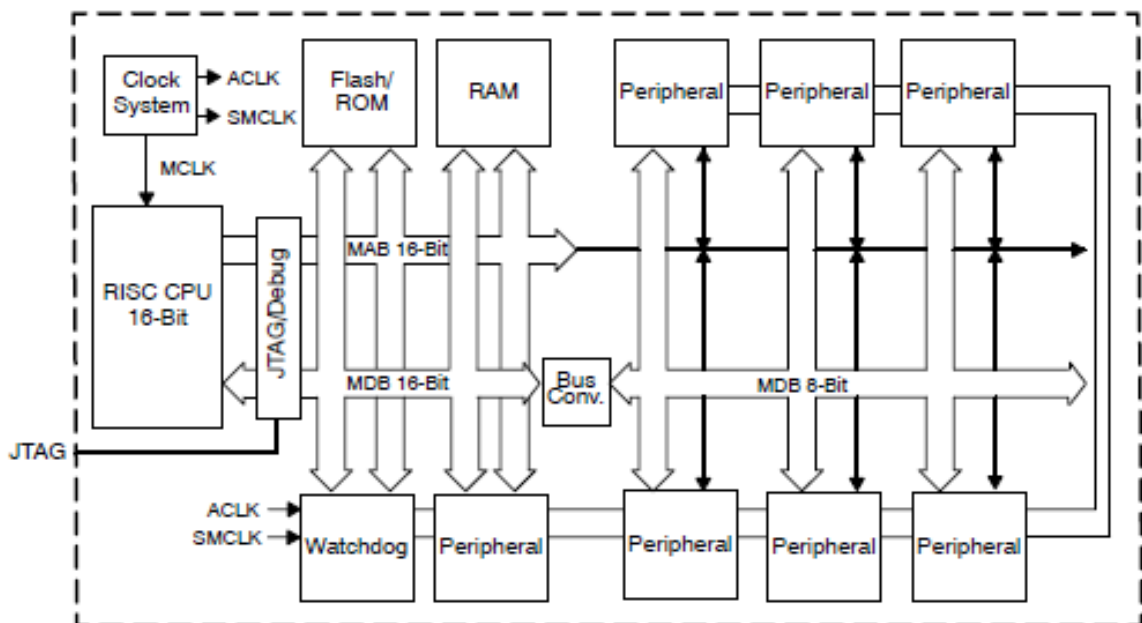 Clock
System
ACLK
SMCLK
MCLK
Flash/
ROM
RAM
Peripheral
Peripheral
Peripheral
RISC CPU
16-Bit
JTAG/Debug
MAB 16-Bit
MDB 16-Bit
Bus
Conv.
MDB 8-Bit
JTAG
ACLK
SMCLK
Watchdog
Peripheral
Peripheral
Peripheral
Peripheral